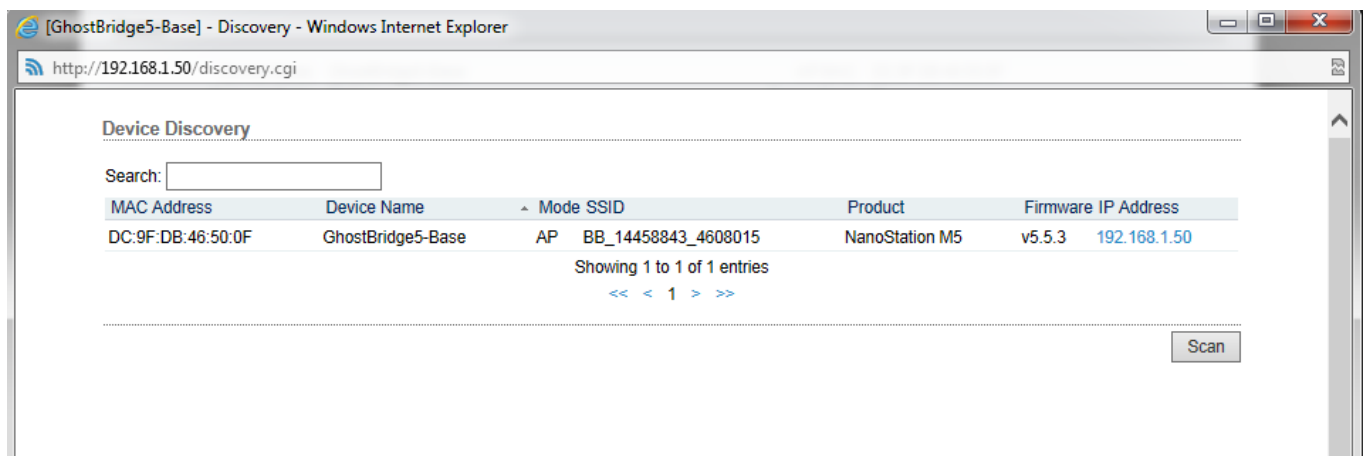 [GhostBridge5-Base] - Discovery - Windows Internet Explorer
http://192.168.1.50/discovery.cgi
Device Discovery
Search:
MAC Address Device Name Mode SSID Product Firmware IP Address
DC:9F:DB:46:50:0F GhostBridge5-Base AP BB_14458843_4608015 NanoStation M5 v5.5.3 192.168.1.50
Showing 1 to 1 of 1 entries
<< < 1 > >>
Scan